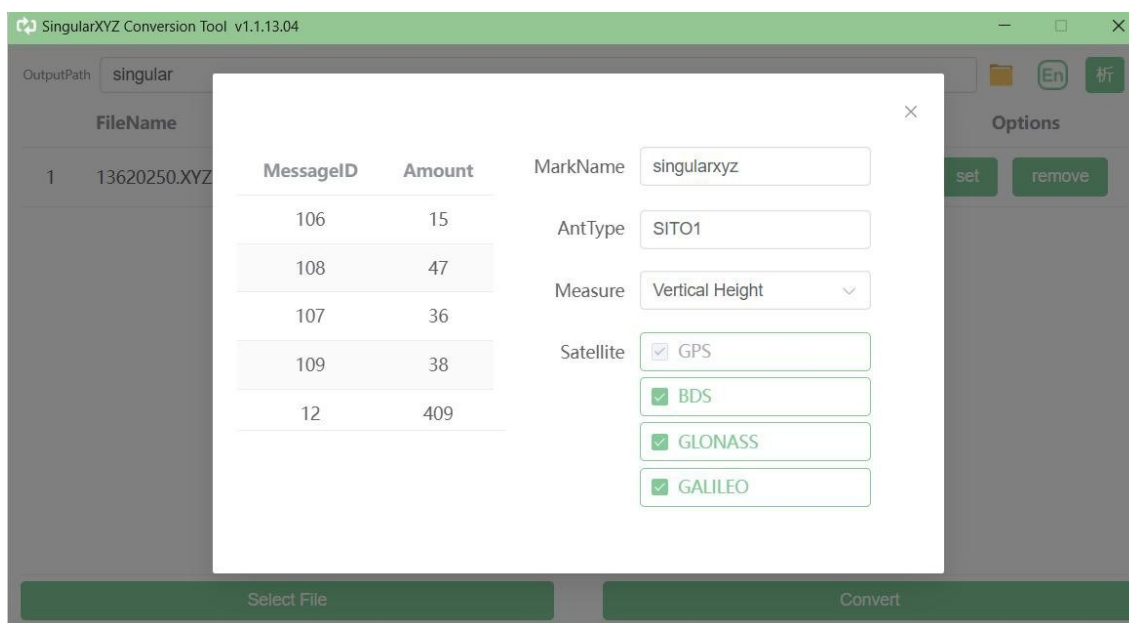 SingularXYZ Conversion Tool v1.1.13.04
OutputPath singular En 析
FileName Options
1 13620250.XYZ set remove
MessageID Amount
106 15
108 47
107 36
109 38
12 409
MarkName singularxyz
AntType SITO1
Measure Vertical Height
Satellite GPS
BDS
GLONASS
GALILEO
Select File Convert